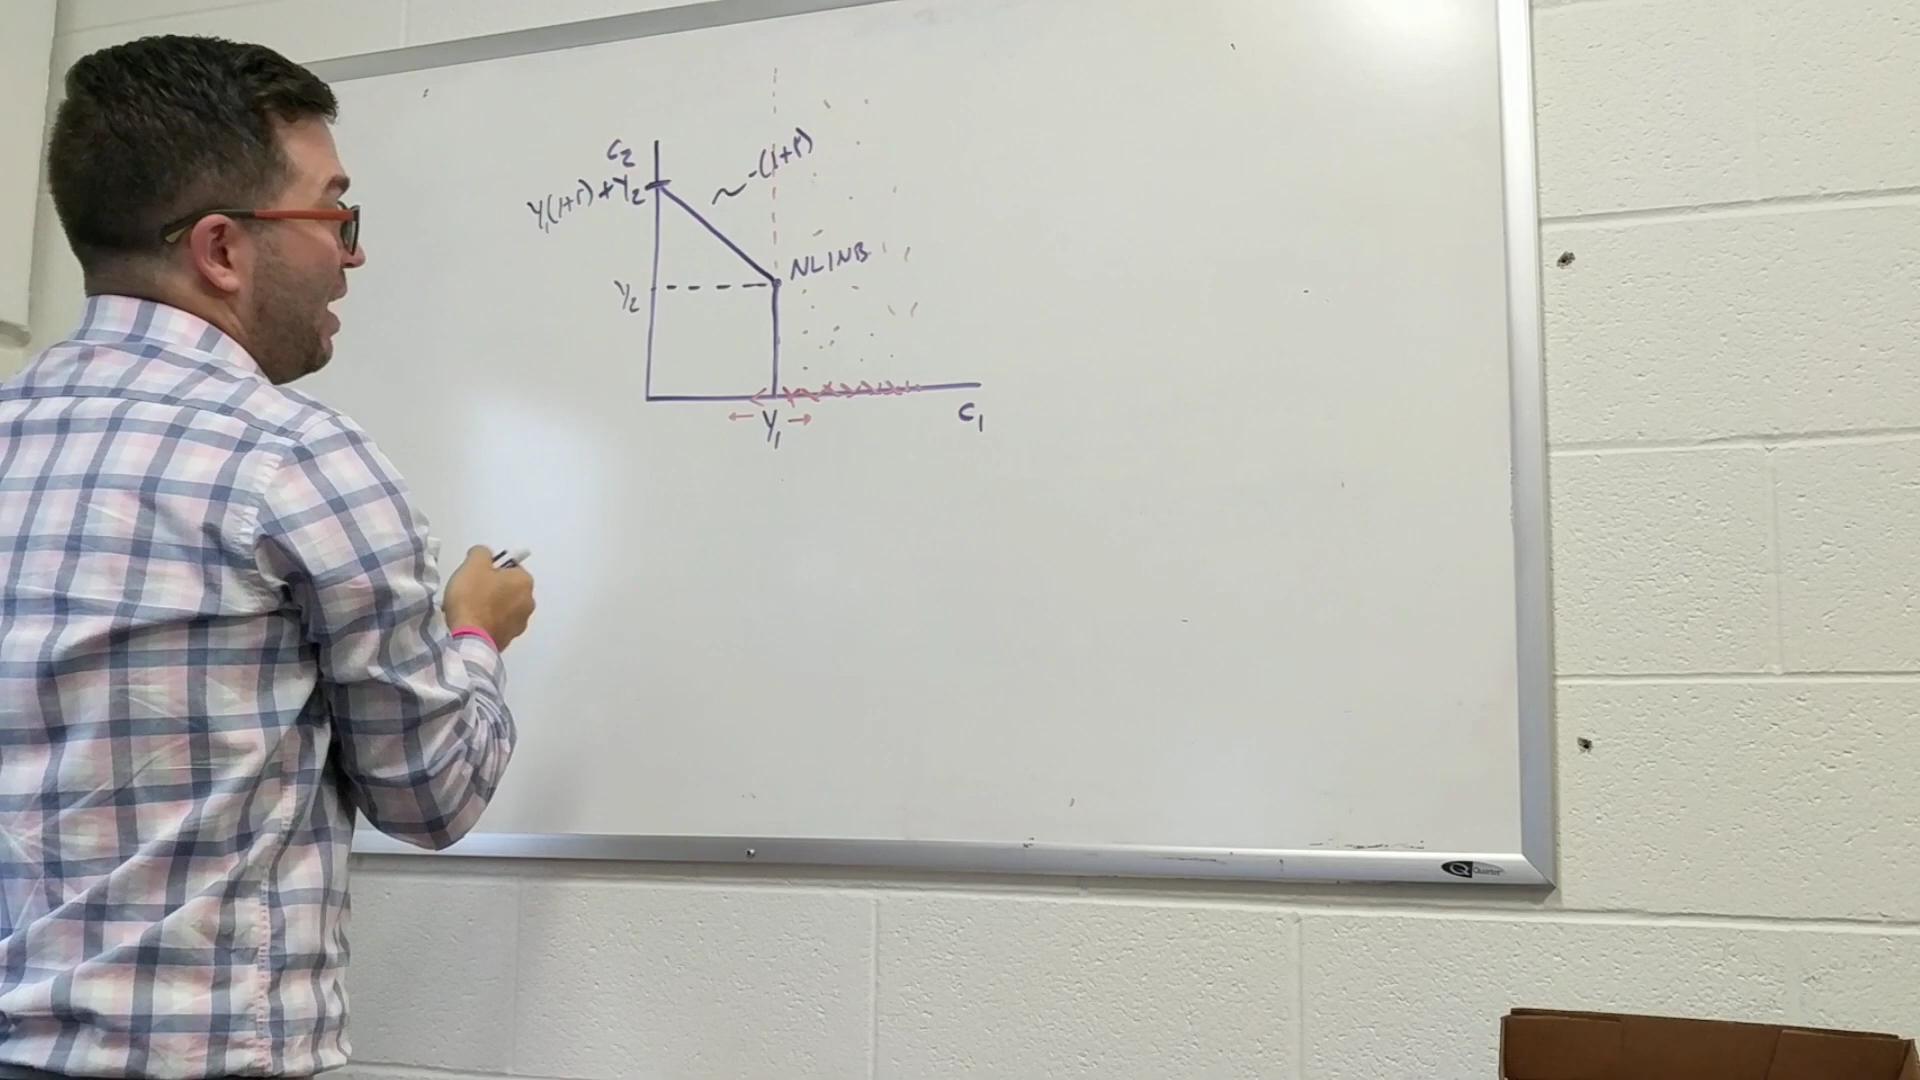 C₂
Y₁(1+r)+Y₂
-(1+r)
NLINB
Y₂
Y₁
C₁
Quartet